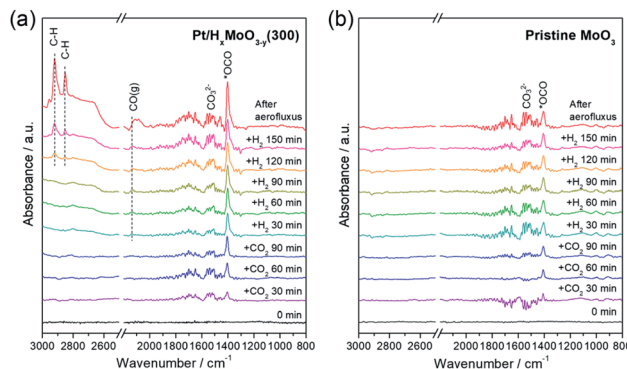 (a)
Pt/HxMoO3-y(300)
C-H
C-H
CO(g)
CO3 2-
*OCO
After
aerofluxus
+H2 150 min
+H2 120 min
+H2 90 min
+H2 60 min
+H2 30 min
+CO2 90 min
+CO2 60 min
+CO2 30 min
0 min
Absorbance / a.u.
3000 2800 2600 2000 1800 1600 1400 1200 1000 800
Wavenumber / cm-1
(b)
Pristine MoO3
CO3 2-
*OCO
After
aerofluxus
+H2 150 min
+H2 120 min
+H2 90 min
+H2 60 min
+H2 30 min
+CO2 90 min
+CO2 60 min
+CO2 30 min
0 min
Absorbance / a.u.
3000 2800 2600 2000 1800 1600 1400 1200 1000 800
Wavenumber / cm-1